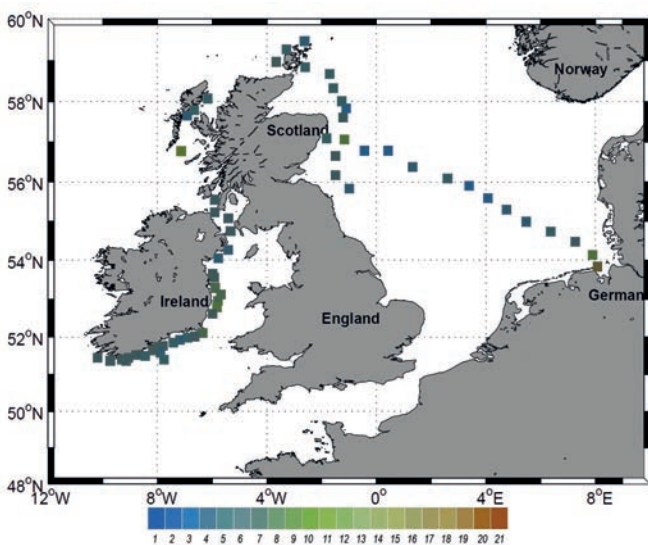 60°N
58°N
56°N
54°N
52°N
50°N
48°N
Norway
Scotland
Ireland
England
German
12°W 8°W 4°W 0° 4°E 8°E
1 2 3 4 5 6 7 8 9 10 11 12 13 14 15 16 17 18 19 20 21